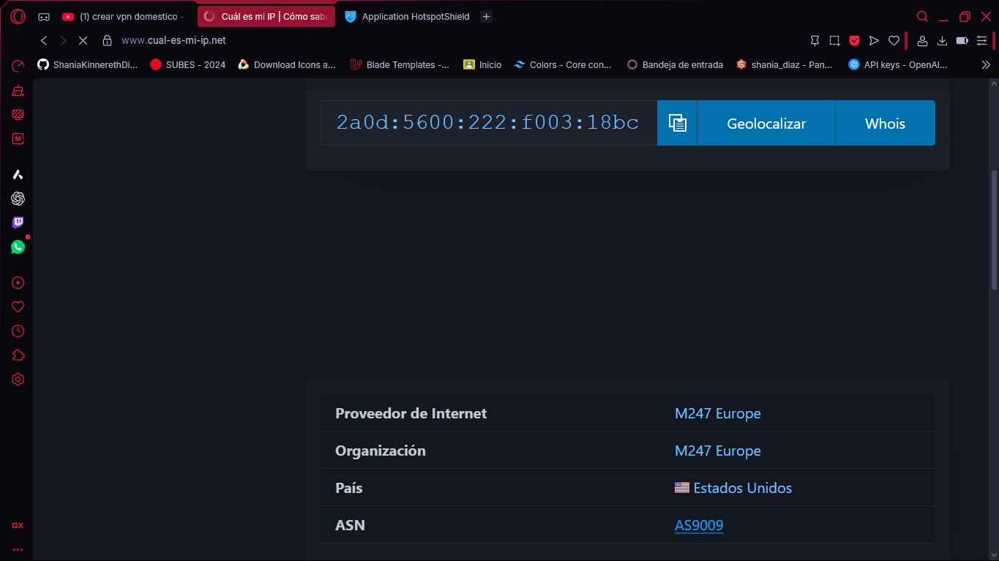 (1) crear vpn domestico -
Cuál es mi IP | Cómo sabe
Application HotspotShield
www.cual-es-mi-ip.net
ShaniaKinnerethDi...
SUBES - 2024
Download Icons a...
Blade Templates -...
Inicio
Colors - Core con...
Bandeja de entrada
shania_diaz - Pan...
API keys - OpenAI...
M
2a0d:5600:222:f003:18bc
Geolocalizar
Whois
Proveedor de Internet
M247 Europe
Organización
M247 Europe
País
Estados Unidos
ASN
AS9009
GX